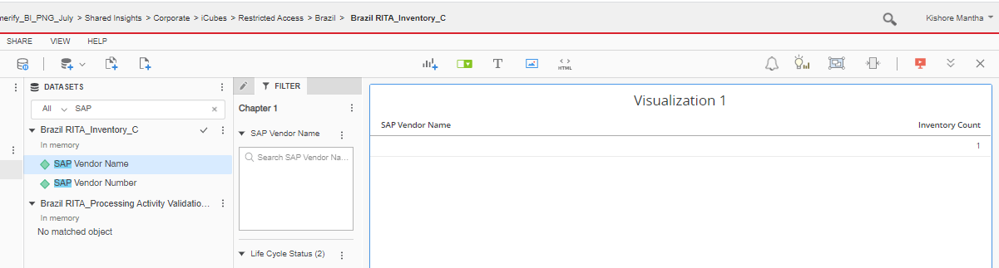 merify_BI_PNG_July > Shared Insights > Corporate > iCubes > Restricted Access > Brazil > Brazil RITA_Inventory_C
Kishore Mantha
SHARE VIEW HELP
T
HTML
DATASETS
All SAP
Brazil RITA_Inventory_C
In memory
SAP Vendor Name
SAP Vendor Number
Brazil RITA_Processing Activity Validatio...
In memory
No matched object
FILTER
Chapter 1
SAP Vendor Name
Search SAP Vendor Na...
Life Cycle Status (2)
Visualization 1
SAP Vendor Name Inventory Count
1